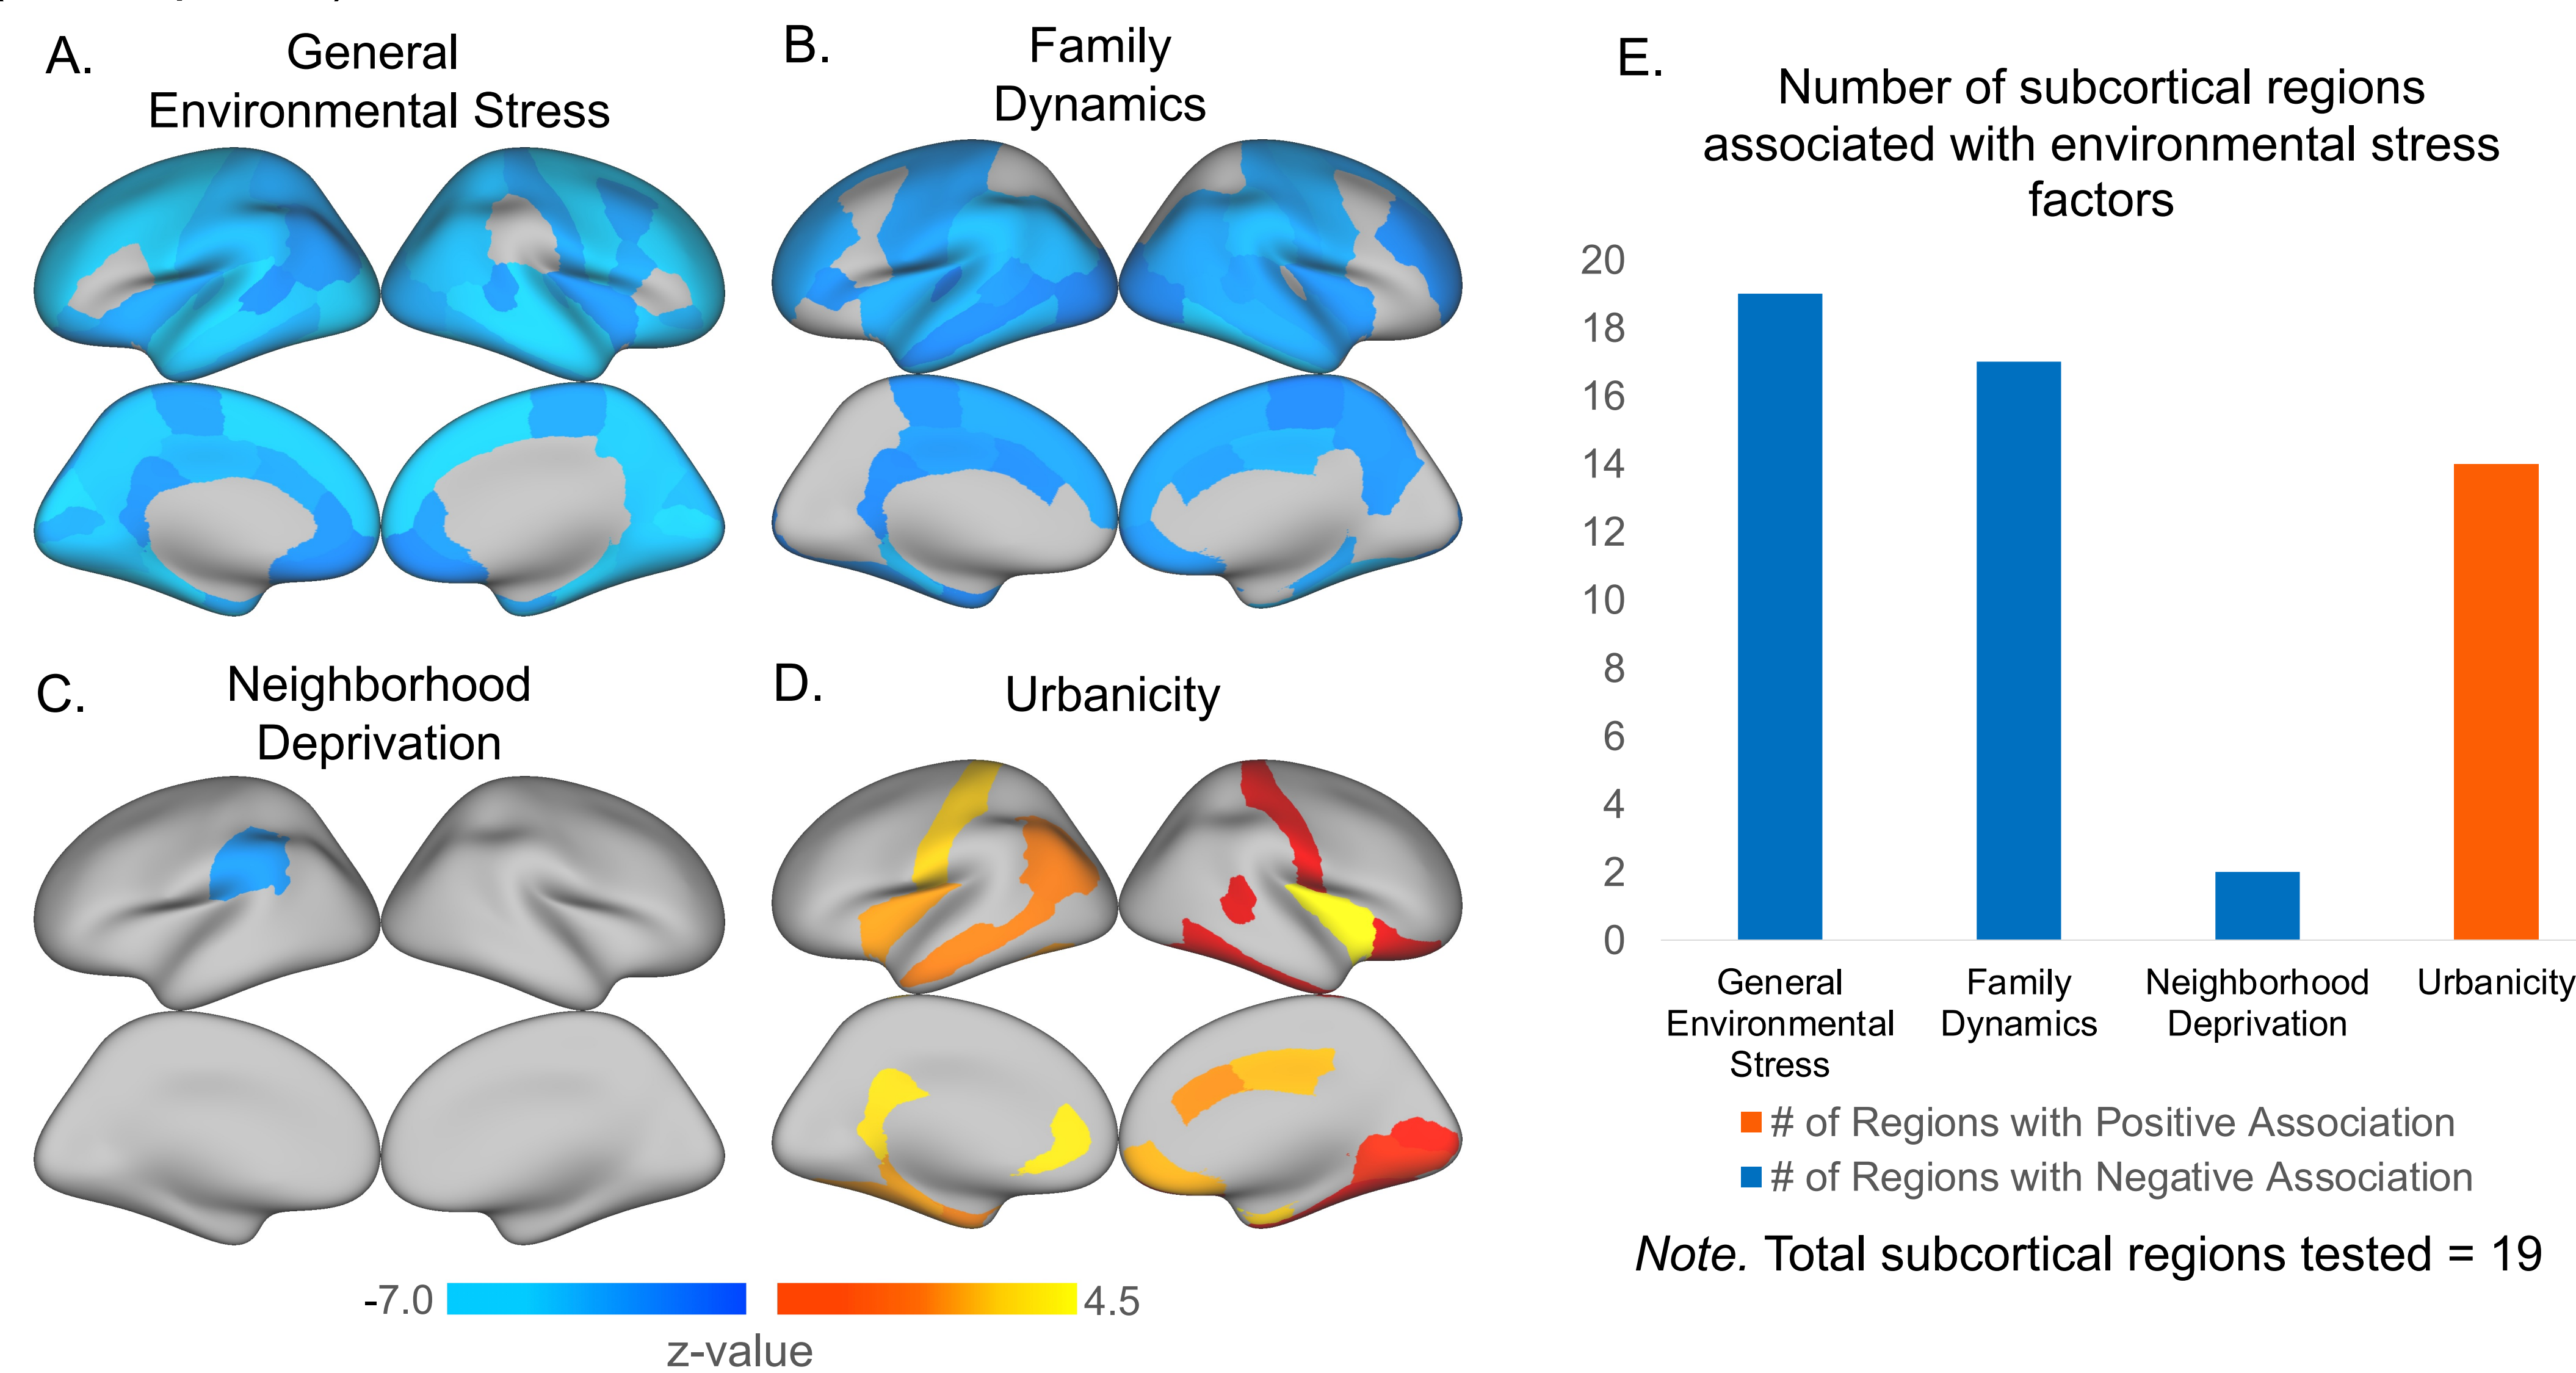 A.
General
Environmental Stress
B.
Family
Dynamics
C.
Neighborhood
Deprivation
D.
Urbanicity
-7.0
4.5
z-value
E.
Number of subcortical regions
associated with environmental stress
factors
20
18
16
14
12
10
8
6
4
2
0
General
Environmental
Stress
Family
Dynamics
Neighborhood
Deprivation
Urbanicity
# of Regions with Positive Association
# of Regions with Negative Association
Note. Total subcortical regions tested = 19